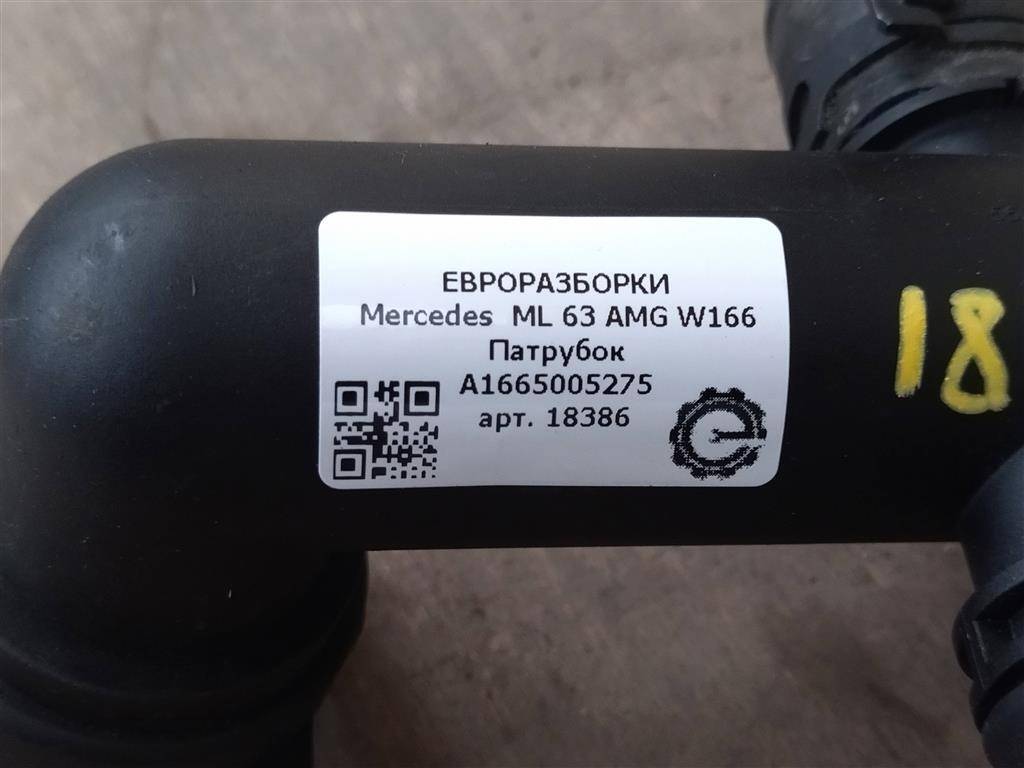 ЕВРОРАЗБОРКИ
Mercedes ML 63 AMG W166
Патрубок
A1665005275
арт. 18386
18